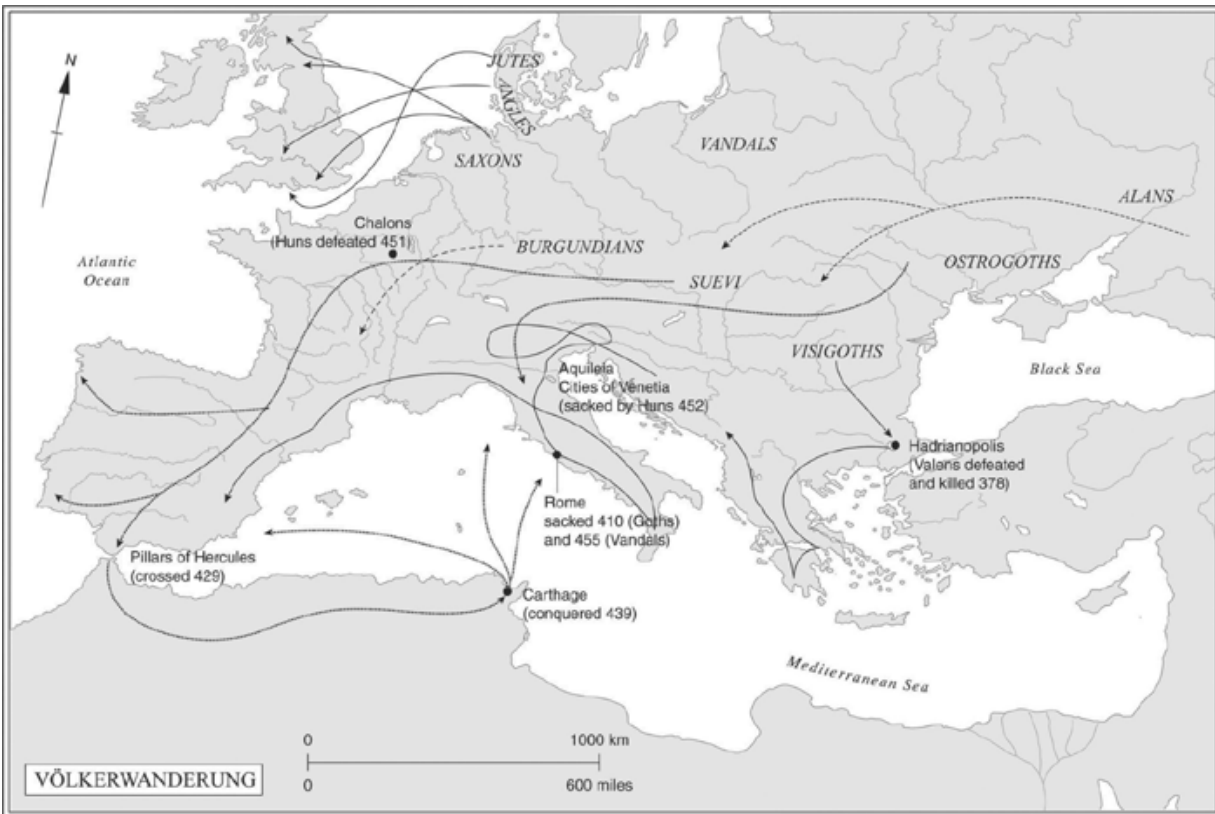 N
JUTES
ANGLES
SAXONS
VANDALS
ALANS
Chalons
(Huns defeated 451)
BURGUNDIANS
SUEVI
OSTROGOTHS
Atlantic
Ocean
VISIGOTHS
Black Sea
Aquileia
Cities of Venetia
(sacked by Huns 452)
Hadrianopolis
(Valens defeated
and killed 378)
Rome
sacked 410 (Goths)
and 455 (Vandals)
Pillars of Hercules
(crossed 429)
Carthage
(conquered 439)
Mediterranean Sea
0 1000 km
0 600 miles
VÖLKERWANDERUNG